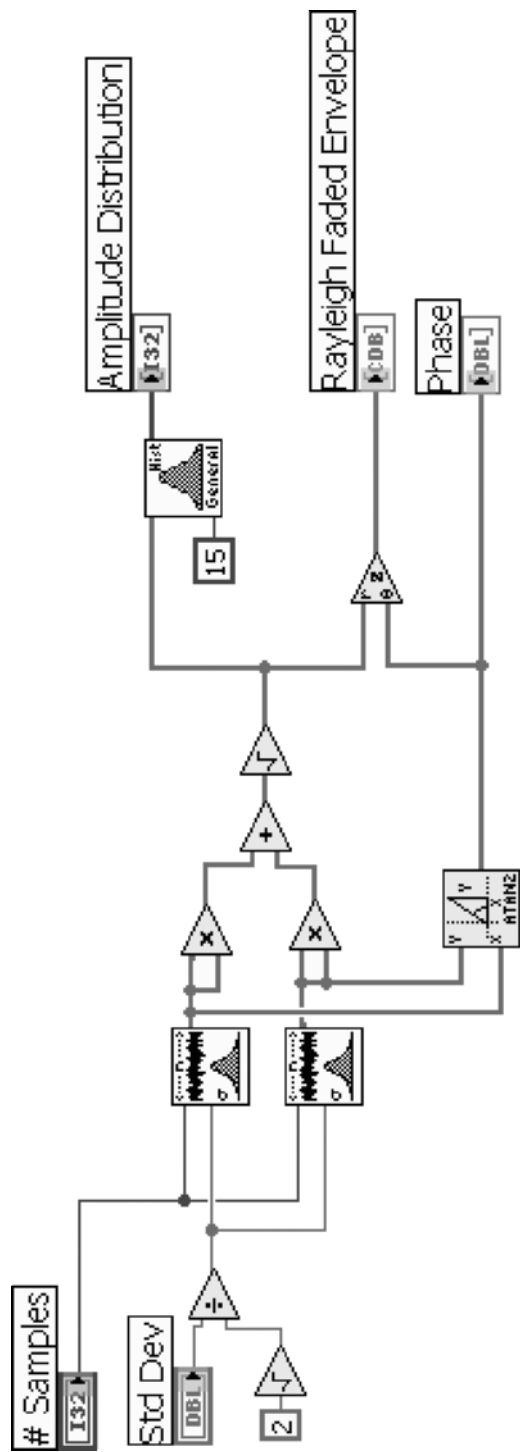 # Samples
I32
Std Dev
DBL
2
÷
σ
σ
x
x
+
Y
X
Y
X
ATAN2
15
Hist
General
r
θ
z
Amplitude Distribution
[I32]
Rayleigh Faded Envelope
[CDB]
Phase
[DBL]